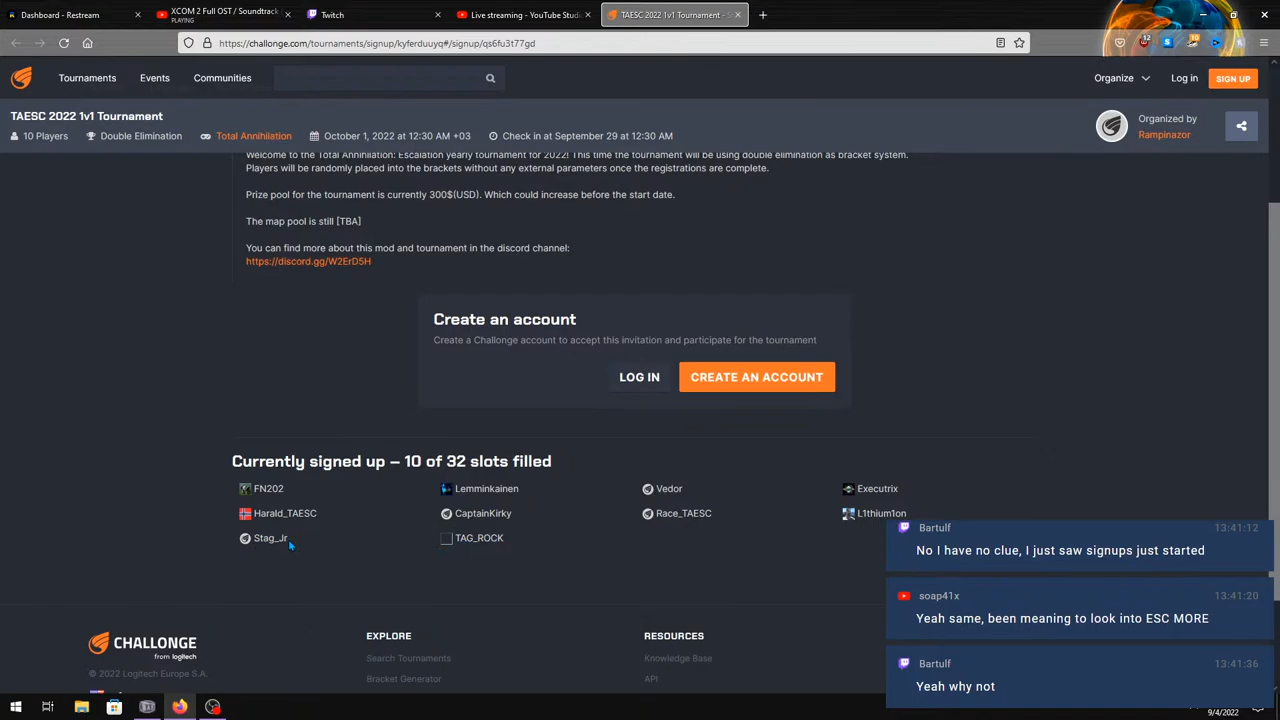 Dashboard - Restream
XCOM 2 Full OST / Soundtrack
PLAYING
Twitch
Live streaming - YouTube Studio
TAESC 2022 1v1 Tournament - S
https://challonge.com/tournaments/signup/kyferduuyq#/signup/qs6fu3t77gd
12
10
Tournaments
Events
Communities
Organize
Log in
SIGN UP
TAESC 2022 1v1 Tournament
10 Players
Double Elimination
Total Annihilation
October 1, 2022 at 12:30 AM +03
Check in at September 29 at 12:30 AM
Organized by
Rampinazor
Welcome to the Total Annihilation: Escalation yearly tournament for 2022! This time the tournament will be using double elimination as bracket system.
Players will be randomly placed into the brackets without any external parameters once the registrations are complete.
Prize pool for the tournament is currently 300$(USD). Which could increase before the start date.
The map pool is still [TBA]
You can find more about this mod and tournament in the discord channel:
https://discord.gg/W2ErD5H
Create an account
Create a Challonge account to accept this invitation and participate for the tournament
LOG IN
CREATE AN ACCOUNT
Currently signed up – 10 of 32 slots filled
FN202
Lemminkainen
Vedor
Executrix
Harald_TAESC
CaptainKirky
Race_TAESC
L1thium1on
Stag_Jr
TAG_ROCK
Bartulf
13:41:12
No I have no clue, I just saw signups just started
soap41x
13:41:20
Yeah same, been meaning to look into ESC MORE
Bartulf
13:41:36
Yeah why not
CHALLONGE
from logitech
© 2022 Logitech Europe S.A.
EXPLORE
Search Tournaments
Bracket Generator
RESOURCES
Knowledge Base
API
9/4/2022